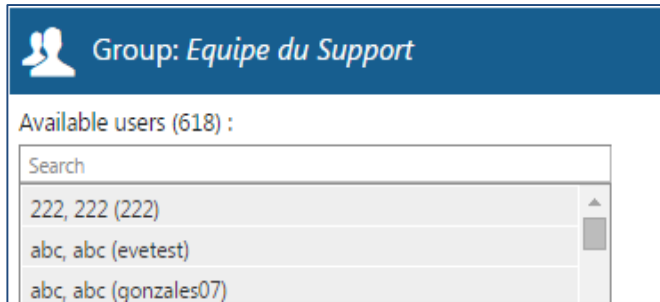 Group: Equipe du Support
Available users (618) :
Search
222, 222 (222)
abc, abc (evetest)
abc, abc (gonzales07)